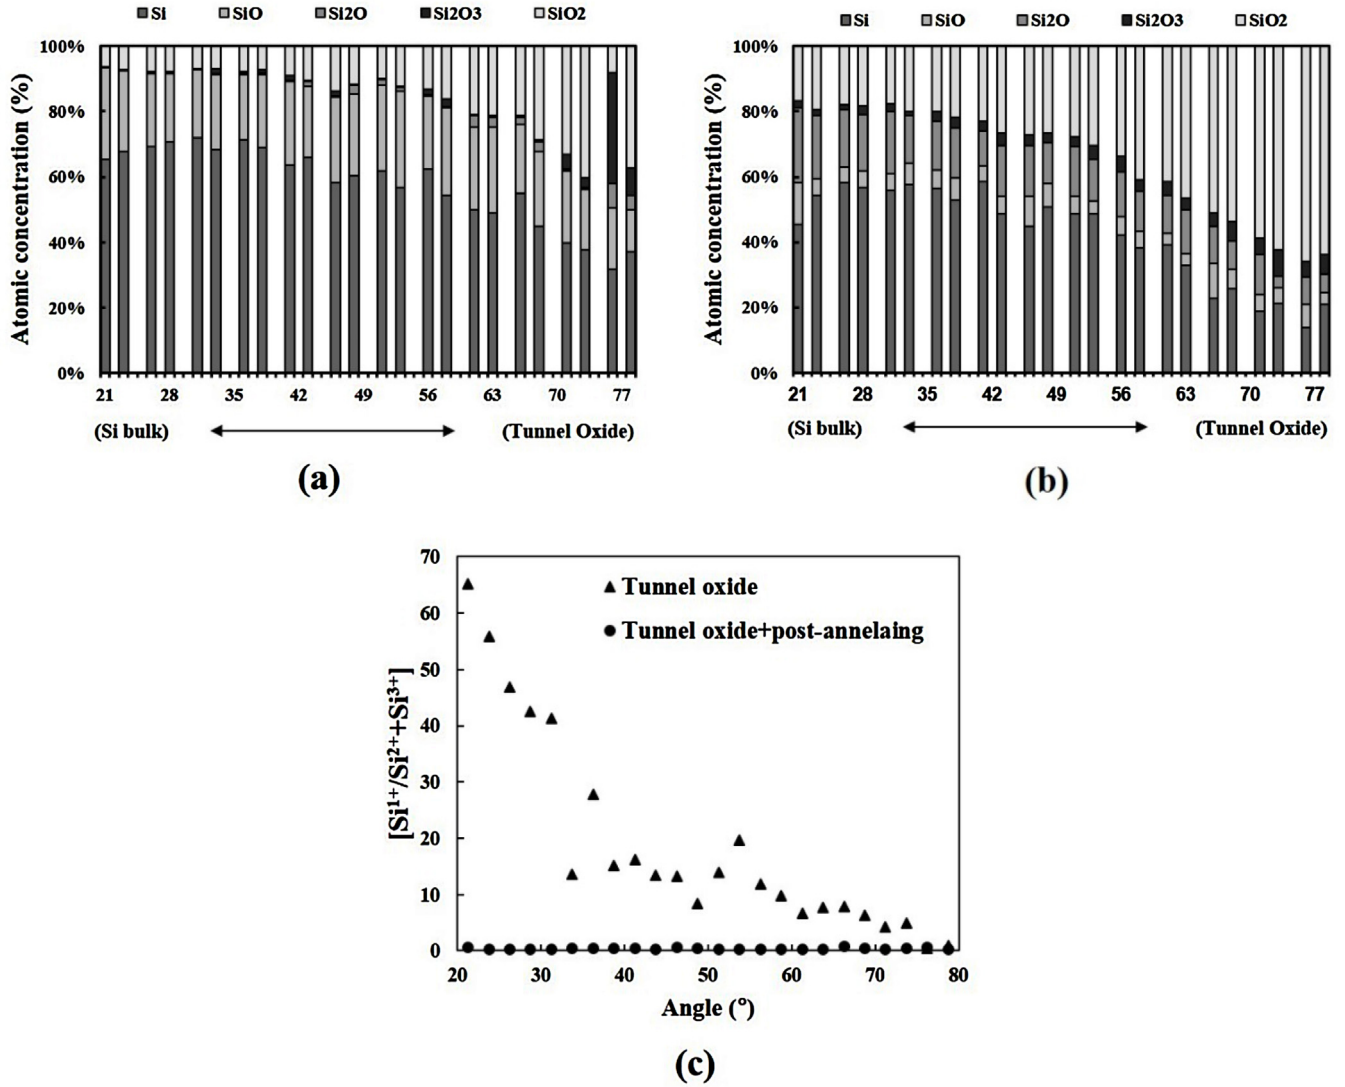 Si SiO Si2O Si2O3 SiO2
Atomic concentration (%)
100%
80%
60%
40%
20%
0%
21 28 35 42 49 56 63 70 77
(Si bulk) (Tunnel Oxide)
(a)
Si SiO Si2O Si2O3 SiO2
Atomic concentration (%)
100%
80%
60%
40%
20%
0%
21 28 35 42 49 56 63 70 77
(Si bulk) (Tunnel Oxide)
(b)
[Si¹⁺/Si²⁺+Si³⁺]
70
60
50
40
30
20
10
0
Tunnel oxide
Tunnel oxide+post-annelaing
20 30 40 50 60 70 80
Angle (°)
(c)